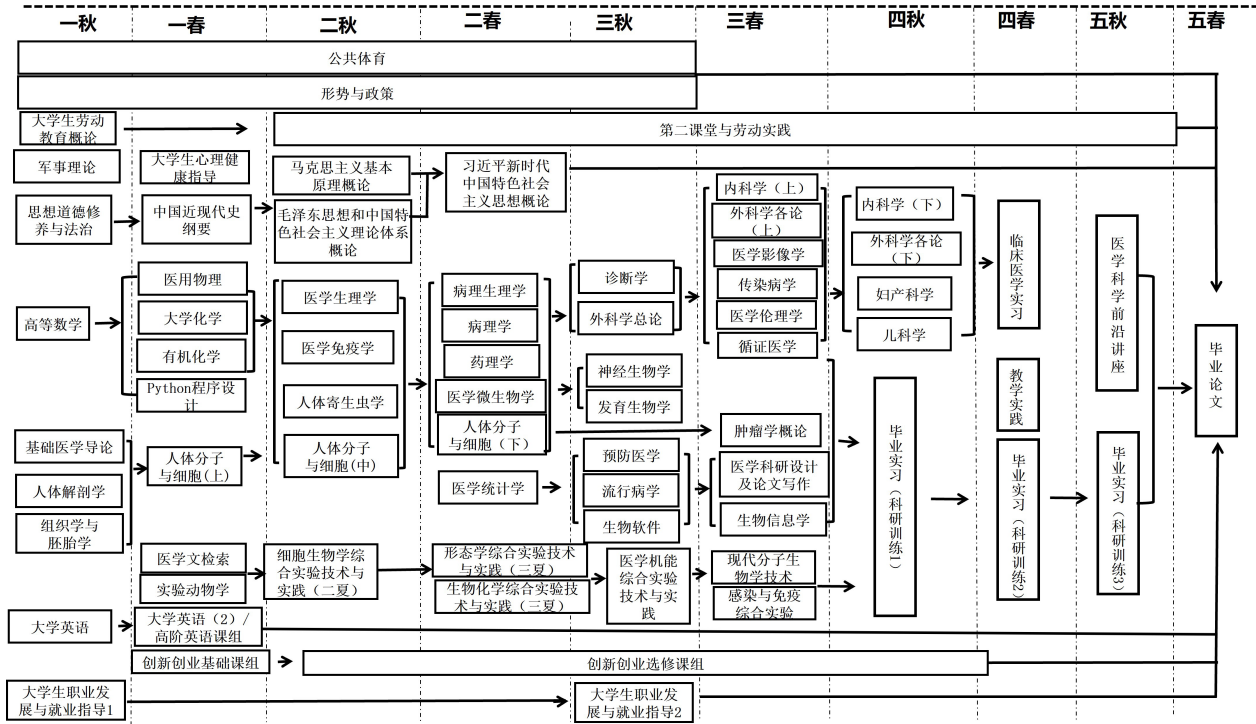 一秋
一春
二秋
二春
三秋
三春
四秋
四春
五秋
五春
公共体育
形势与政策
大学生劳动
教育概论
第二课堂与劳动实践
军事理论
大学生心理健
康指导
马克思主义基本
原理概论
习近平新时代
中国特色社会
主义思想概论
思想道德修
养与法治
中国近现代史
纲要
毛泽东思想和中国特
色社会主义理论体系
概论
高等数学
医用物理
大学化学
有机化学
Python程序设
计
医学生理学
医学免疫学
人体寄生虫学
人体分子
与细胞(中)
病理生理学
病理学
药理学
医学微生物学
人体分子
与细胞（下）
诊断学
外科学总论
神经生物学
发育生物学
内科学（上）
外科学各论
（上）
医学影像学
传染病学
医学伦理学
循证医学
内科学（下）
外科学各论
（下）
妇产科学
儿科学
临床医学实习
医学科学前沿讲座
毕业论文
基础医学导论
人体解剖学
组织学与
胚胎学
人体分子
与细胞(上)
医学统计学
预防医学
流行病学
生物软件
肿瘤学概论
医学科研设计
及论文写作
生物信息学
毕业实习（科研训练1）
教学实践
毕业实习（科研训练2）
毕业实习（科研训练3）
医学文检索
实验动物学
细胞生物学综
合实验技术与
实践（二夏）
形态学综合实验技术
与实践（三夏）
生物化学综合实验技
术与实践（三夏）
医学机能
综合实验
技术与实
践
现代分子生
物学技术
感染与免疫
综合实验
大学英语
大学英语（2）/
高阶英语课组
创新创业基础课组
创新创业选修课组
大学生职业发
展与就业指导1
大学生职业发
展与就业指导2